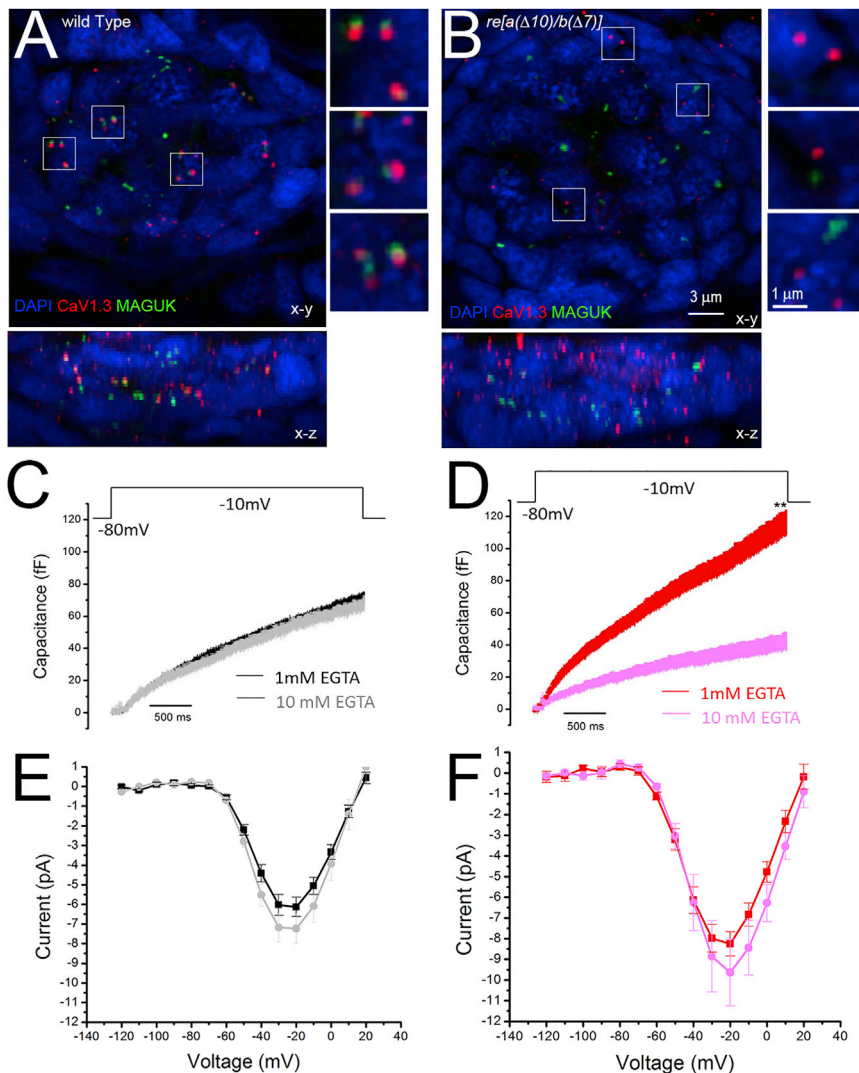 A wild Type
B re[a(Δ10)/b(Δ7)]
DAPI CaV1.3 MAGUK
x-y
x-z
DAPI CaV1.3 MAGUK
3 µm
x-y
1 µm
x-z
C
-10mV
-80mV
120
100
80
60
40
20
0
Capacitance (fF)
1mM EGTA
10 mM EGTA
500 ms
D
-10mV
-80mV
**
120
100
80
60
40
20
0
Capacitance (fF)
1mM EGTA
10 mM EGTA
500 ms
E
1
0
-1
-2
-3
-4
-5
-6
-7
-8
-9
-10
-11
-12
Current (pA)
-140 -120 -100 -80 -60 -40 -20 0 20 40
Voltage (mV)
F
1
0
-1
-2
-3
-4
-5
-6
-7
-8
-9
-10
-11
-12
Current (pA)
-140 -120 -100 -80 -60 -40 -20 0 20 40
Voltage (mV)